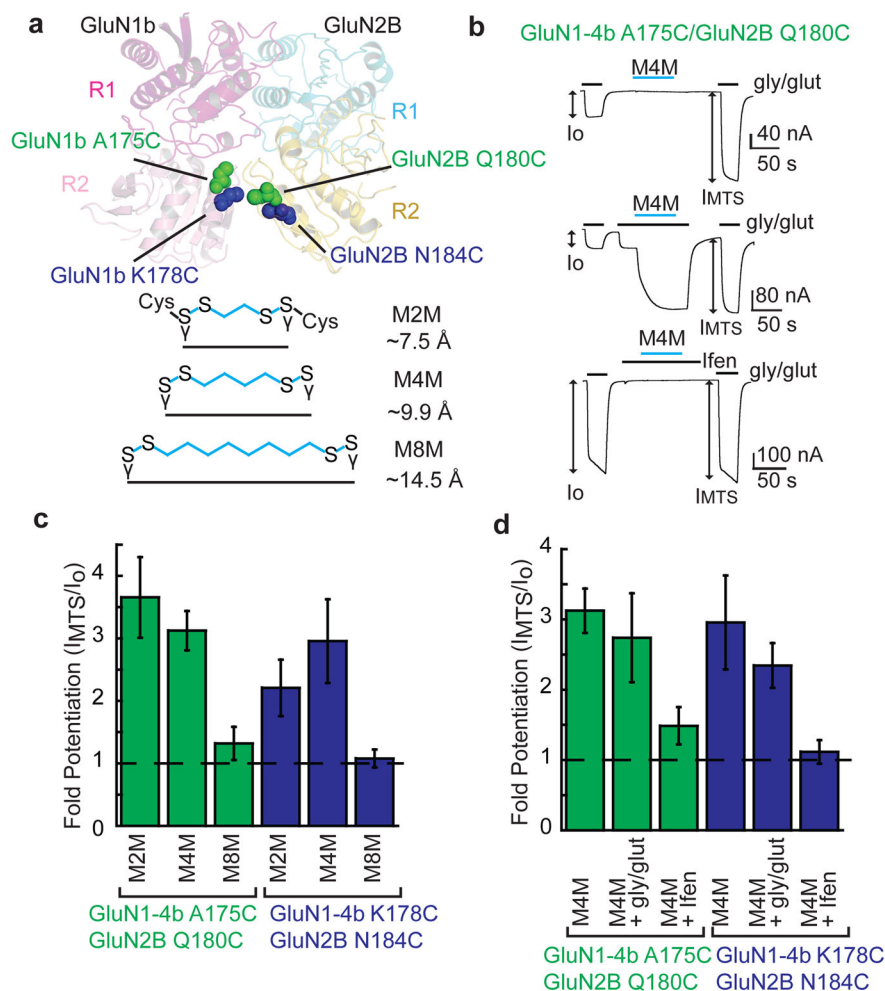 a
GluN1b
GluN2B
R1
R1
GluN1b A175C
GluN2B Q180C
R2
R2
GluN1b K178C
GluN2B N184C
Cys S S S S Cys
γ γ
M2M
~7.5 Å
S S S S
γ γ
M4M
~9.9 Å
S S S S
γ γ
M8M
~14.5 Å
b
GluN1-4b A175C/GluN2B Q180C
M4M
gly/glut
Io
40 nA
50 s
IMTS
M4M
gly/glut
Io
80 nA
50 s
IMTS
M4M
Ifen
gly/glut
100 nA
50 s
Io
IMTS
c
Fold Potentiation (IMTS/IO)
4
3
2
1
0
M2M
M4M
M8M
M2M
M4M
M8M
GluN1-4b A175C
GluN2B Q180C
GluN1-4b K178C
GluN2B N184C
d
Fold Potentiation (IMTS/IO)
4
3
2
1
0
M4M
M4M
+ gly/glut
M4M
+ Ifen
M4M
M4M
+ gly/glut
M4M
+ Ifen
GluN1-4b A175C
GluN2B Q180C
GluN1-4b K178C
GluN2B N184C